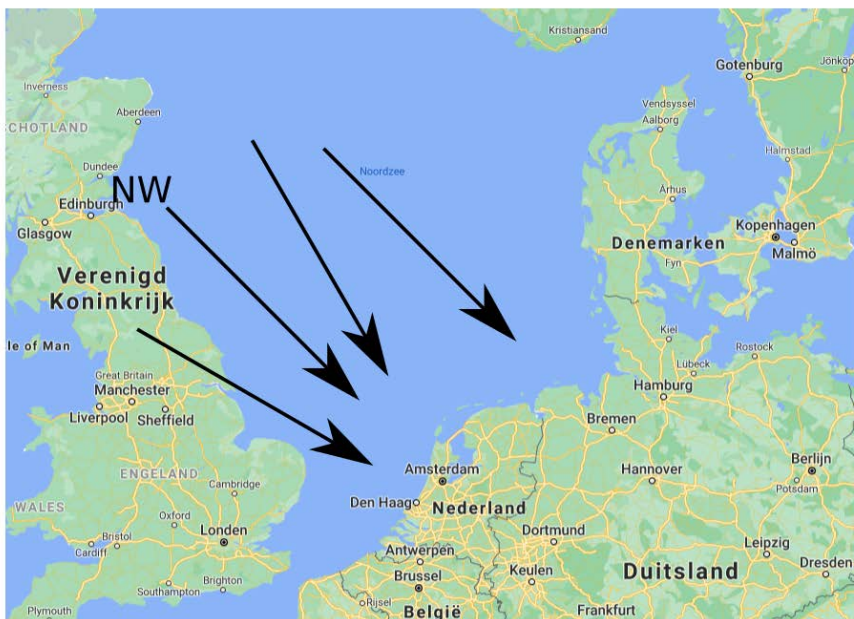 Kristiansand
Gotenburg
Jönköp
Inverness
Vendsyssel
Aalborg
Aberdeen
SCHOTLAND
Halmstad
Dundee
Noordzee
NW
Århus
Edinburgh
Glasgow
Kopenhagen
Denemarken
Malmö
Fyn
Verenigd
Koninkrijk
Kiel
le of Man
Rostock
Lübeck
Great Britain
Manchester
Hamburg
Liverpool
Sheffield
Bremen
ENGELAND
Amsterdam
Hannover
Berlijn
Cambridge
Potsdam
WALES
Den Haag
Nederland
Oxford
Londen
Dortmund
Bristol
Cardiff
Antwerpen
Leipzig
Dresden
Brussel
Keulen
Duitsland
Southampton
Brighton
Rijsel
België
Frankfurt
Plymouth